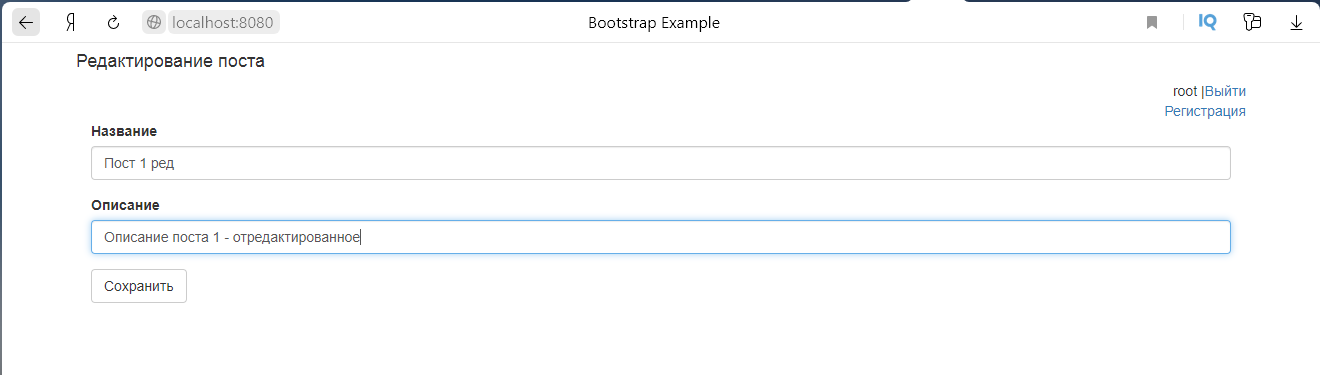 Я localhost:8080 Bootstrap Example IQ
Редактирование поста
root |Выйти
Регистрация
Название
Пост 1 ред
Описание
Описание поста 1 - отредактированное
Сохранить